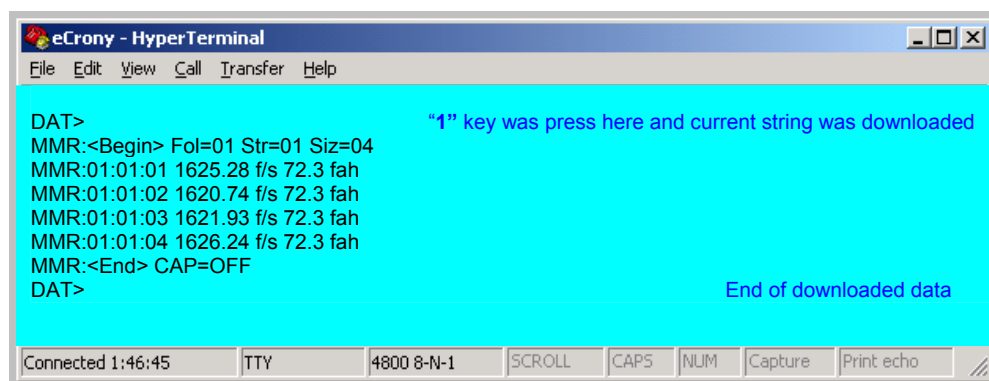 eCrony - HyperTerminal
File Edit View Call Transfer Help
DAT> “1” key was press here and current string was downloaded
MMR:<Begin> Fol=01 Str=01 Siz=04
MMR:01:01:01 1625.28 f/s 72.3 fah
MMR:01:01:02 1620.74 f/s 72.3 fah
MMR:01:01:03 1621.93 f/s 72.3 fah
MMR:01:01:04 1626.24 f/s 72.3 fah
MMR:<End> CAP=OFF
DAT> End of downloaded data
Connected 1:46:45 TTY 4800 8-N-1 SCROLL CAPS NUM Capture Print echo